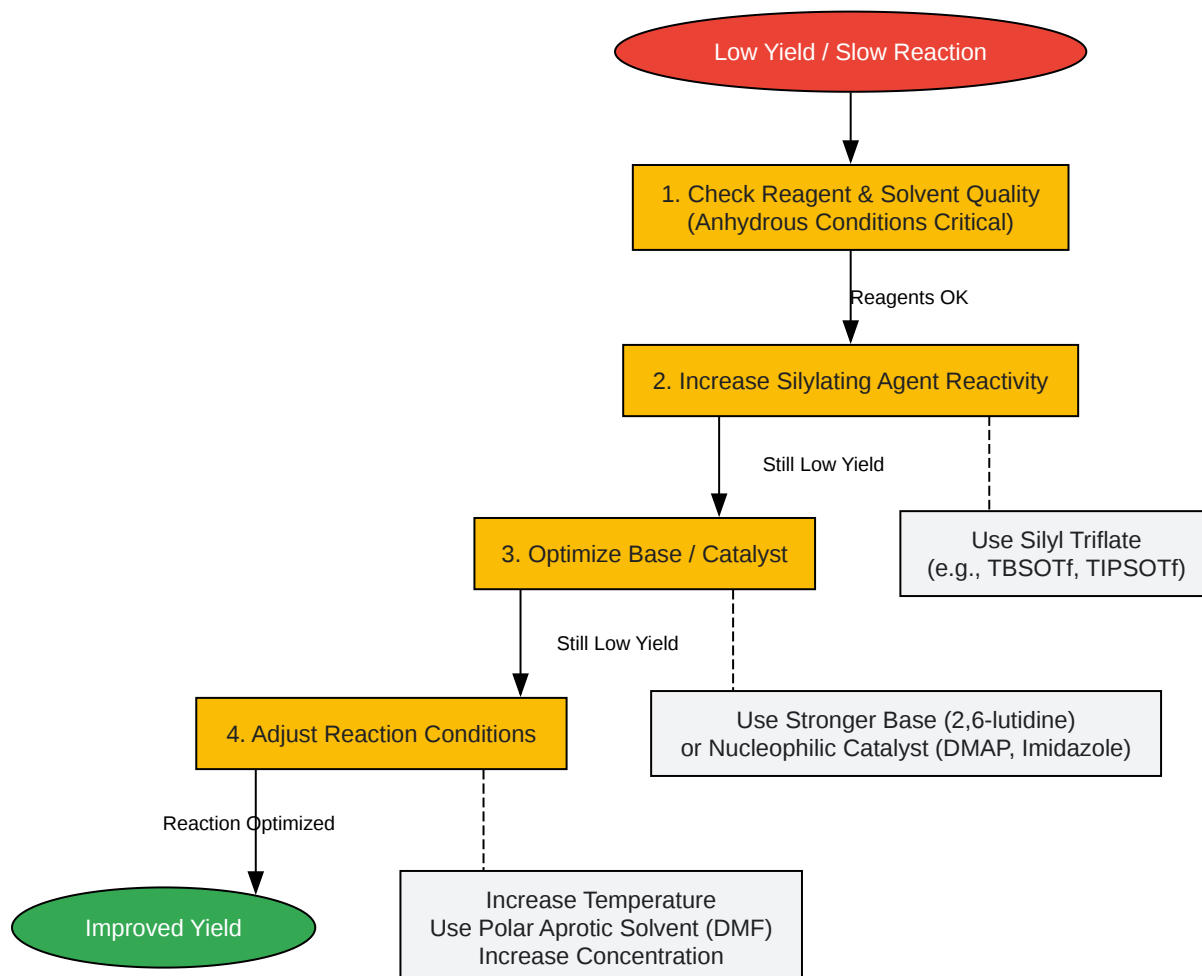 Low Yield / Slow Reaction
1. Check Reagent & Solvent Quality
(Anhydrous Conditions Critical)
Reagents OK
2. Increase Silylating Agent Reactivity
Still Low Yield
Use Silyl Triflate
(e.g., TBSOTf, TIPSOTf)
3. Optimize Base / Catalyst
Still Low Yield
Use Stronger Base (2,6-lutidine)
or Nucleophilic Catalyst (DMAP, Imidazole)
4. Adjust Reaction Conditions
Reaction Optimized
Increase Temperature
Use Polar Aprotic Solvent (DMF)
Increase Concentration
Improved Yield